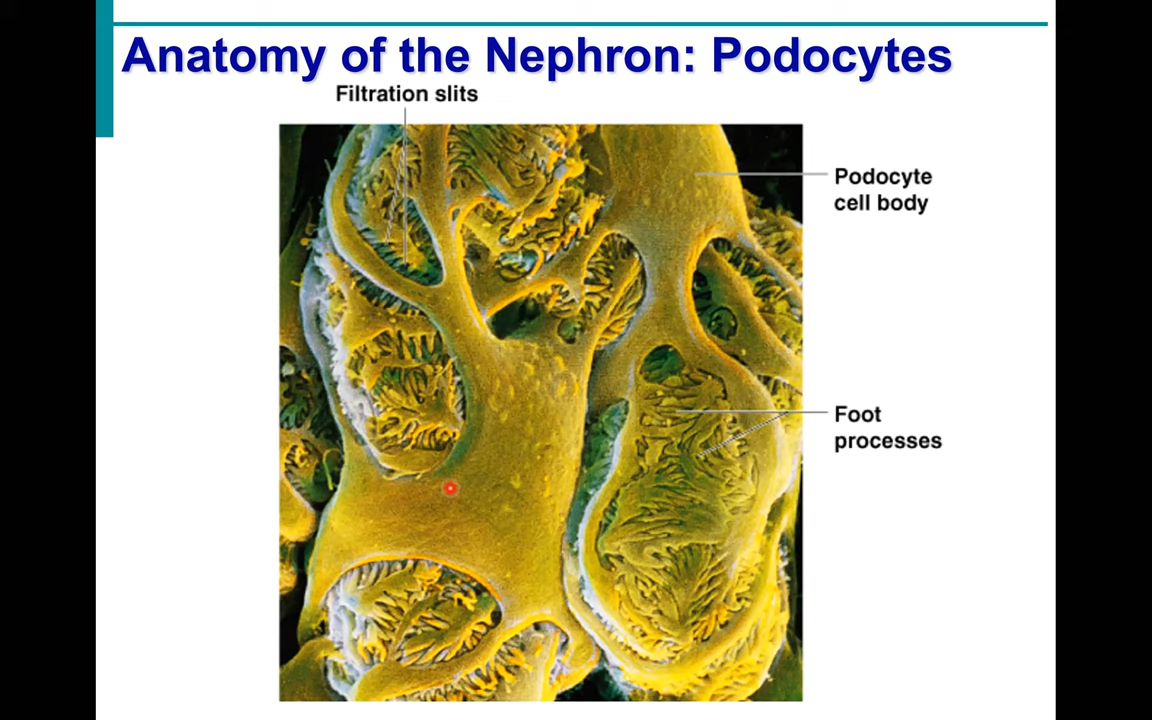 Anatomy of the Nephron: Podocytes
Filtration slits
Podocyte
cell body
Foot
processes